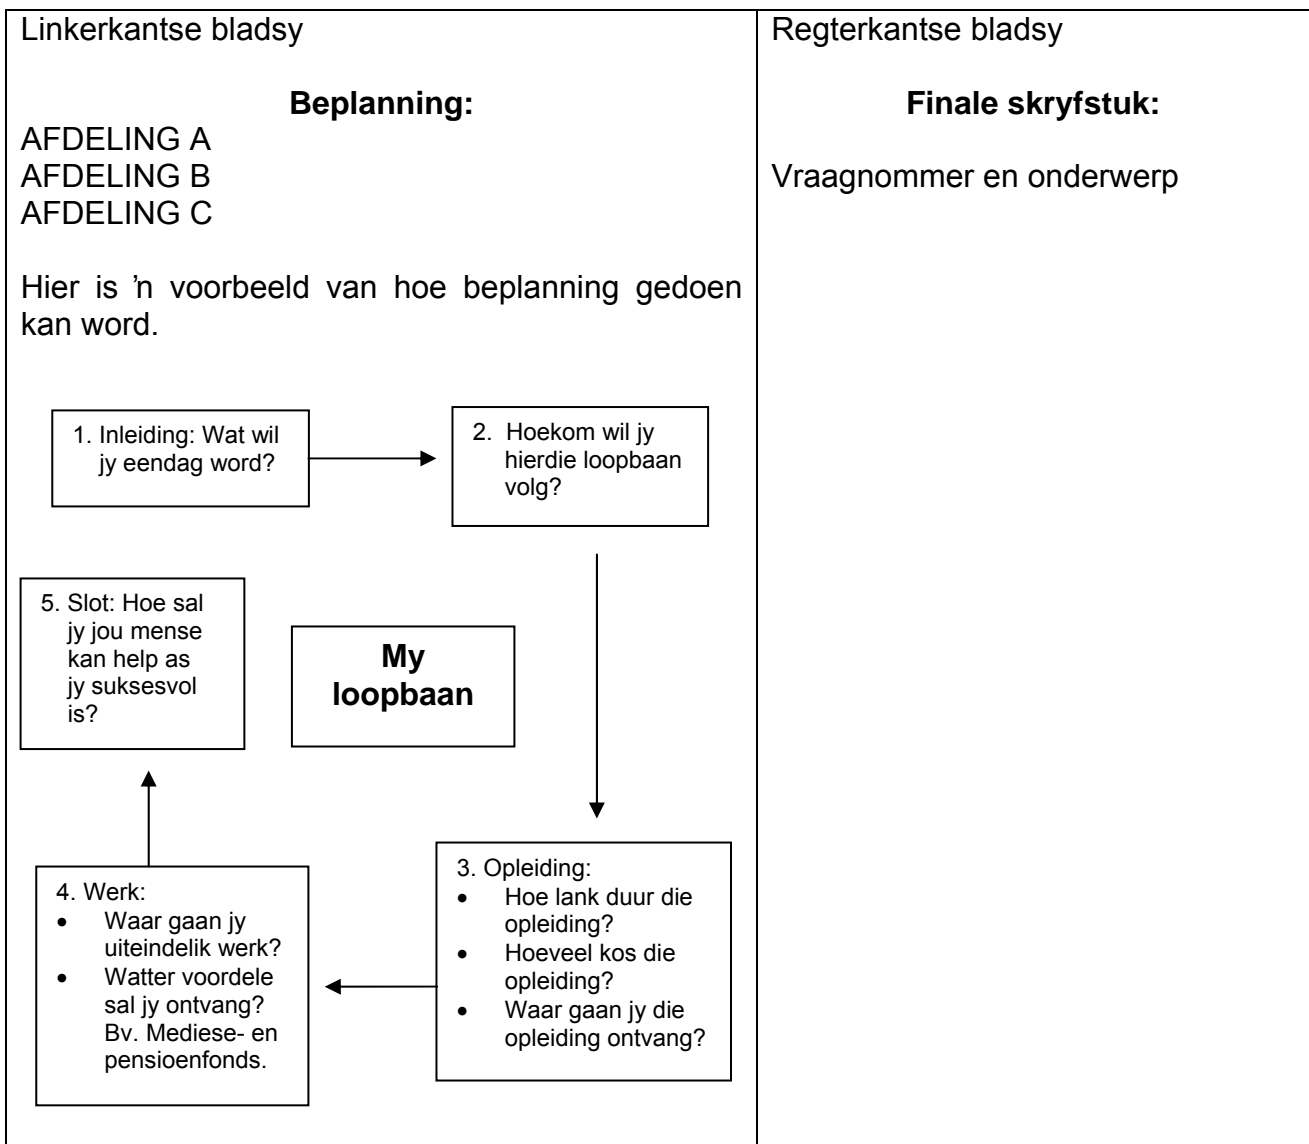 Linkerkantse bladsy
Beplanning:
AFDELING A
AFDELING B
AFDELING C
Hier is 'n voorbeeld van hoe beplanning gedoen
kan word.
1. Inleiding: Wat wil
jy eendag word?
2. Hoekom wil jy
hierdie loopbaan
volg?
My
loopbaan
3. Opleiding:
• Hoe lank duur die
opleiding?
• Hoeveel kos die
opleiding?
• Waar gaan jy die
opleiding ontvang?
4. Werk:
• Waar gaan jy
uiteindelik werk?
• Watter voordele
sal jy ontvang?
Bv. Mediese- en
pensioenfonds.
5. Slot: Hoe sal
jy jou mense
kan help as
jy suksesvol
is?
Regterkantse bladsy
Finale skryfstuk:
Vraagnommer en onderwerp